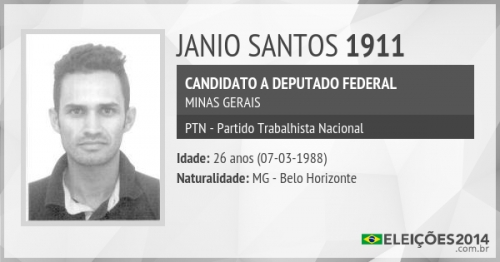 JANIO SANTOS 1911
CANDIDATO A DEPUTADO FEDERAL
MINAS GERAIS
PTN - Partido Trabalhista Nacional
Idade: 26 anos (07-03-1988)
Naturalidade: MG - Belo Horizonte
ELEIÇÕES2014
.com.br